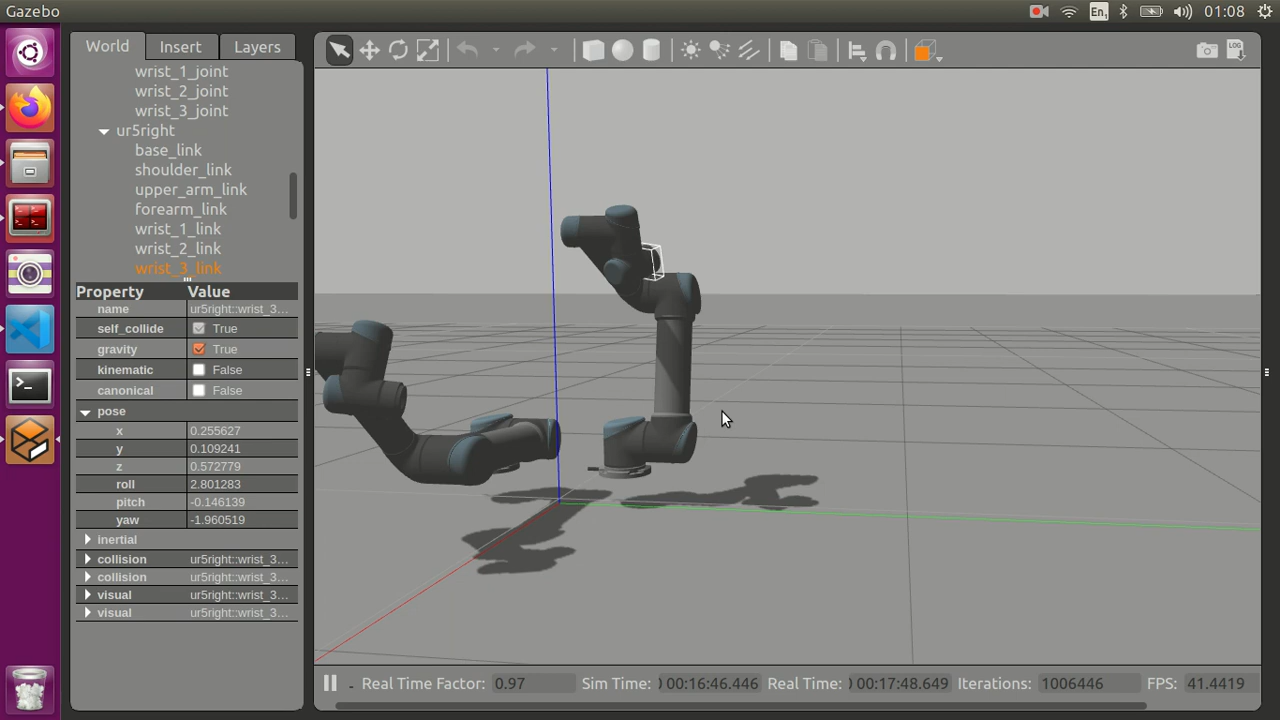 Gazebo
En
01:08
World Insert Layers
wrist_1_joint
wrist_2_joint
wrist_3_joint
ur5right
base_link
shoulder_link
upper_arm_link
forearm_link
wrist_1_link
wrist_2_link
wrist_3_link
Property Value
name ur5right::wrist_3...
self_collide True
gravity True
kinematic False
canonical False
pose
x 0.255627
y 0.109241
z 0.572779
roll 2.801283
pitch -0.146139
yaw -1.960519
inertial
collision ur5right::wrist_3...
collision ur5right::wrist_3...
visual ur5right::wrist_3...
visual ur5right::wrist_3...
LOG
Real Time Factor: 0.97 Sim Time: 00:16:46.446 Real Time: 00:17:48.649 Iterations: 1006446 FPS: 41.4419